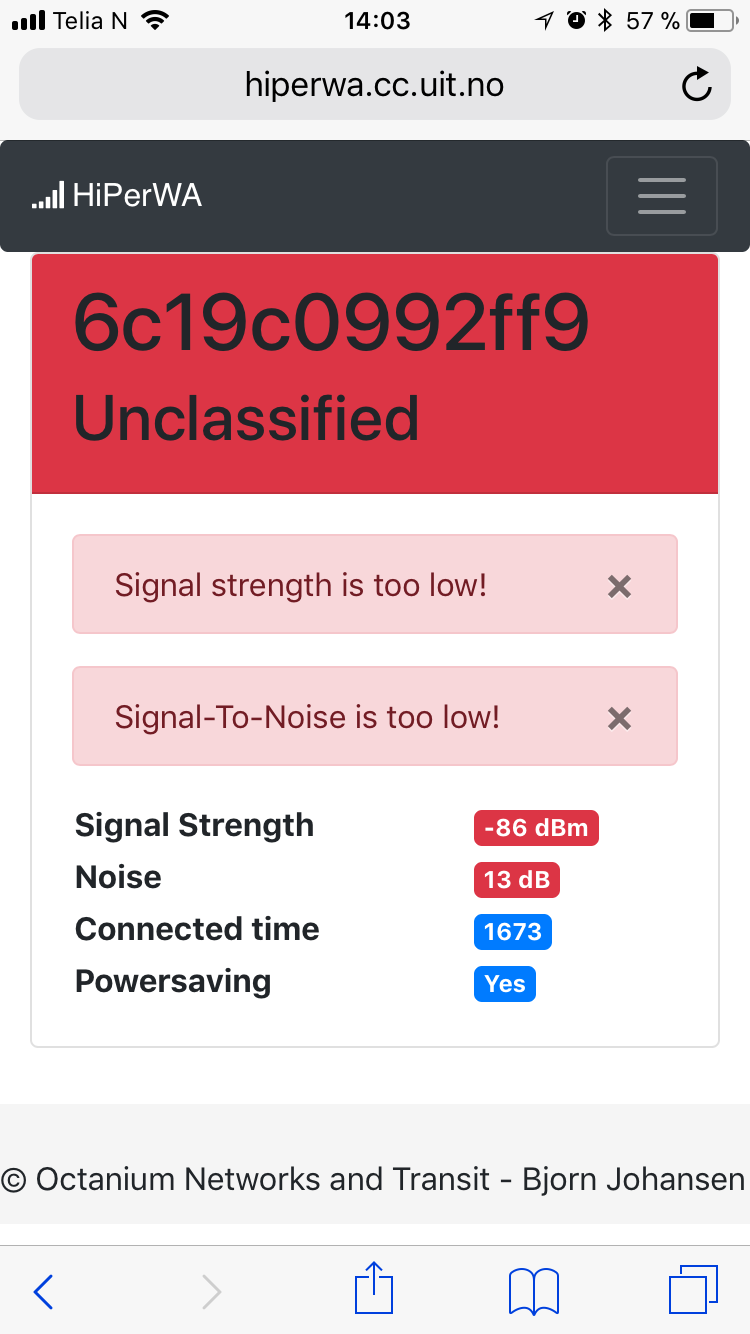 Telia N 14:03 57 %
hiperwa.cc.uit.no
HiPerWA
6c19c0992ff9
Unclassified
Signal strength is too low! ×
Signal-To-Noise is too low! ×
Signal Strength -86 dBm
Noise 13 dB
Connected time 1673
Powersaving Yes
© Octanium Networks and Transit - Bjorn Johansen